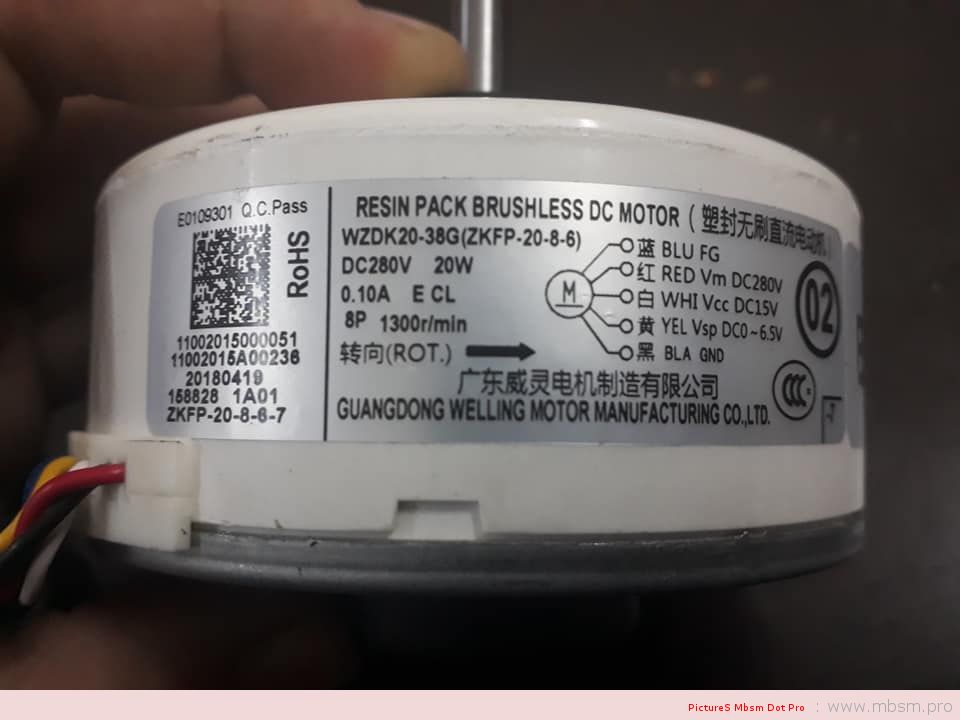 E0109301 Q.C.Pass
RoHS
11002015000051
11002015A00236
20180419
158828 1A01
ZKFP-20-8-6-7
RESIN PACK BRUSHLESS DC MOTOR (塑封无刷直流电动机)
WZDK20-38G(ZKFP-20-8-6)
DC280V 20W
0.10A E CL
8P 1300r/min
转向(ROT.)
M
蓝 BLU FG
红 RED Vm DC280V
白 WHI Vcc DC15V
黄 YEL Vsp DC0~6.5V
黑 BLA GND
02
广东威灵电机制造有限公司
GUANGDONG WELLING MOTOR MANUFACTURING CO.,LTD.
CCC
-7
PictureS Mbsm Dot Pro : www.mbsm.pro